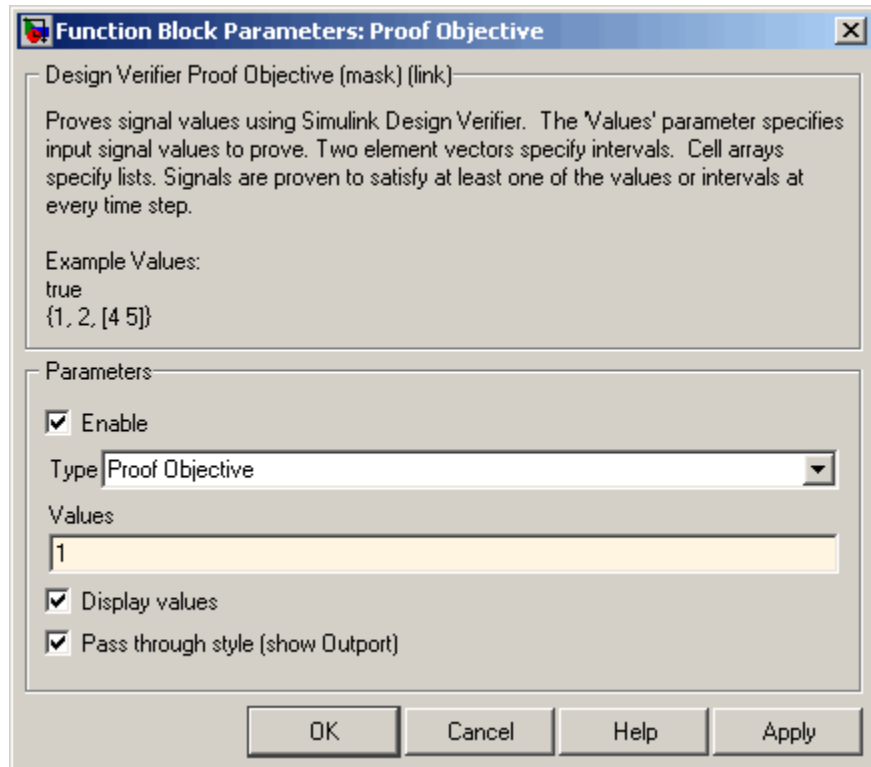 Function Block Parameters: Proof Objective
Design Verifier Proof Objective (mask) (link)
Proves signal values using Simulink Design Verifier.  The 'Values' parameter specifies
input signal values to prove. Two element vectors specify intervals.  Cell arrays
specify lists. Signals are proven to satisfy at least one of the values or intervals at
every time step.
Example Values:
true
{1, 2, [4 5]}
Parameters
Enable
Type Proof Objective
Values
1
Display values
Pass through style (show Outport)
OK Cancel Help Apply